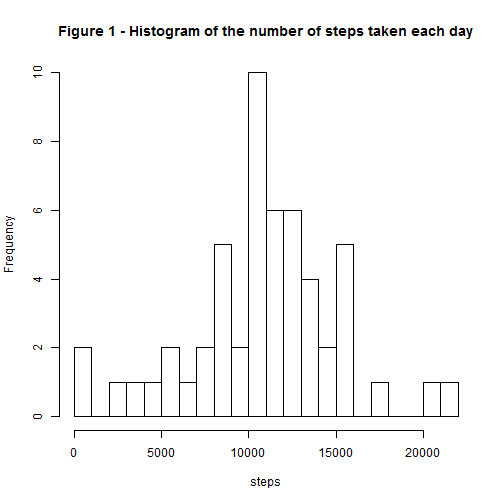 Figure 1 - Histogram of the number of steps taken each day
10
8
6
4
2
0
Frequency
0 5000 10000 15000 20000
steps